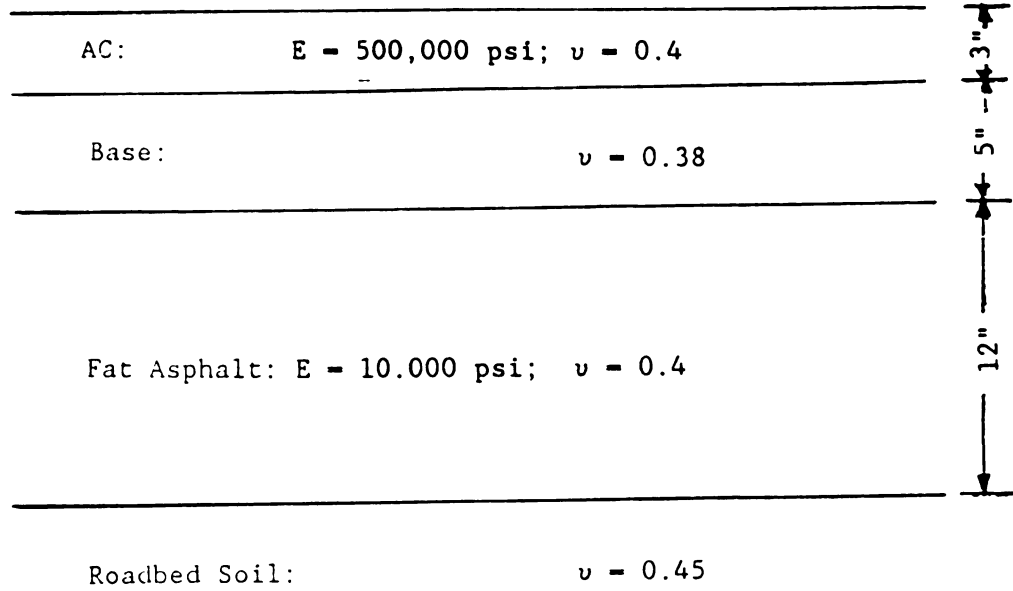 AC: E = 500,000 psi; υ = 0.4
3"
Base: υ = 0.38
5"
Fat Asphalt: E = 10.000 psi; υ = 0.4
12"
Roadbed Soil: υ = 0.45